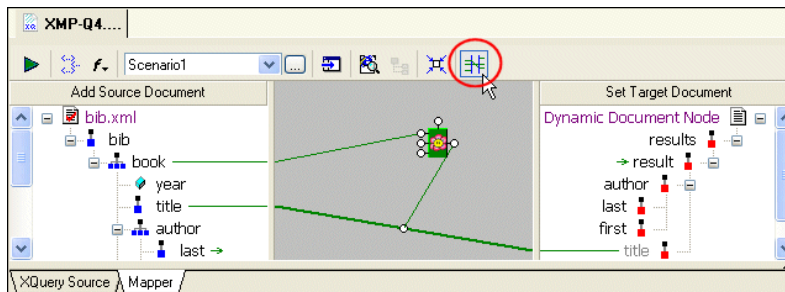 XMP-Q4....
Scenario1
...
Add Source Document
Set Target Document
bib.xml
Dynamic Document Node
bib
results
book
result
year
author
title
last
author
first
last
title
XQuery Source
Mapper